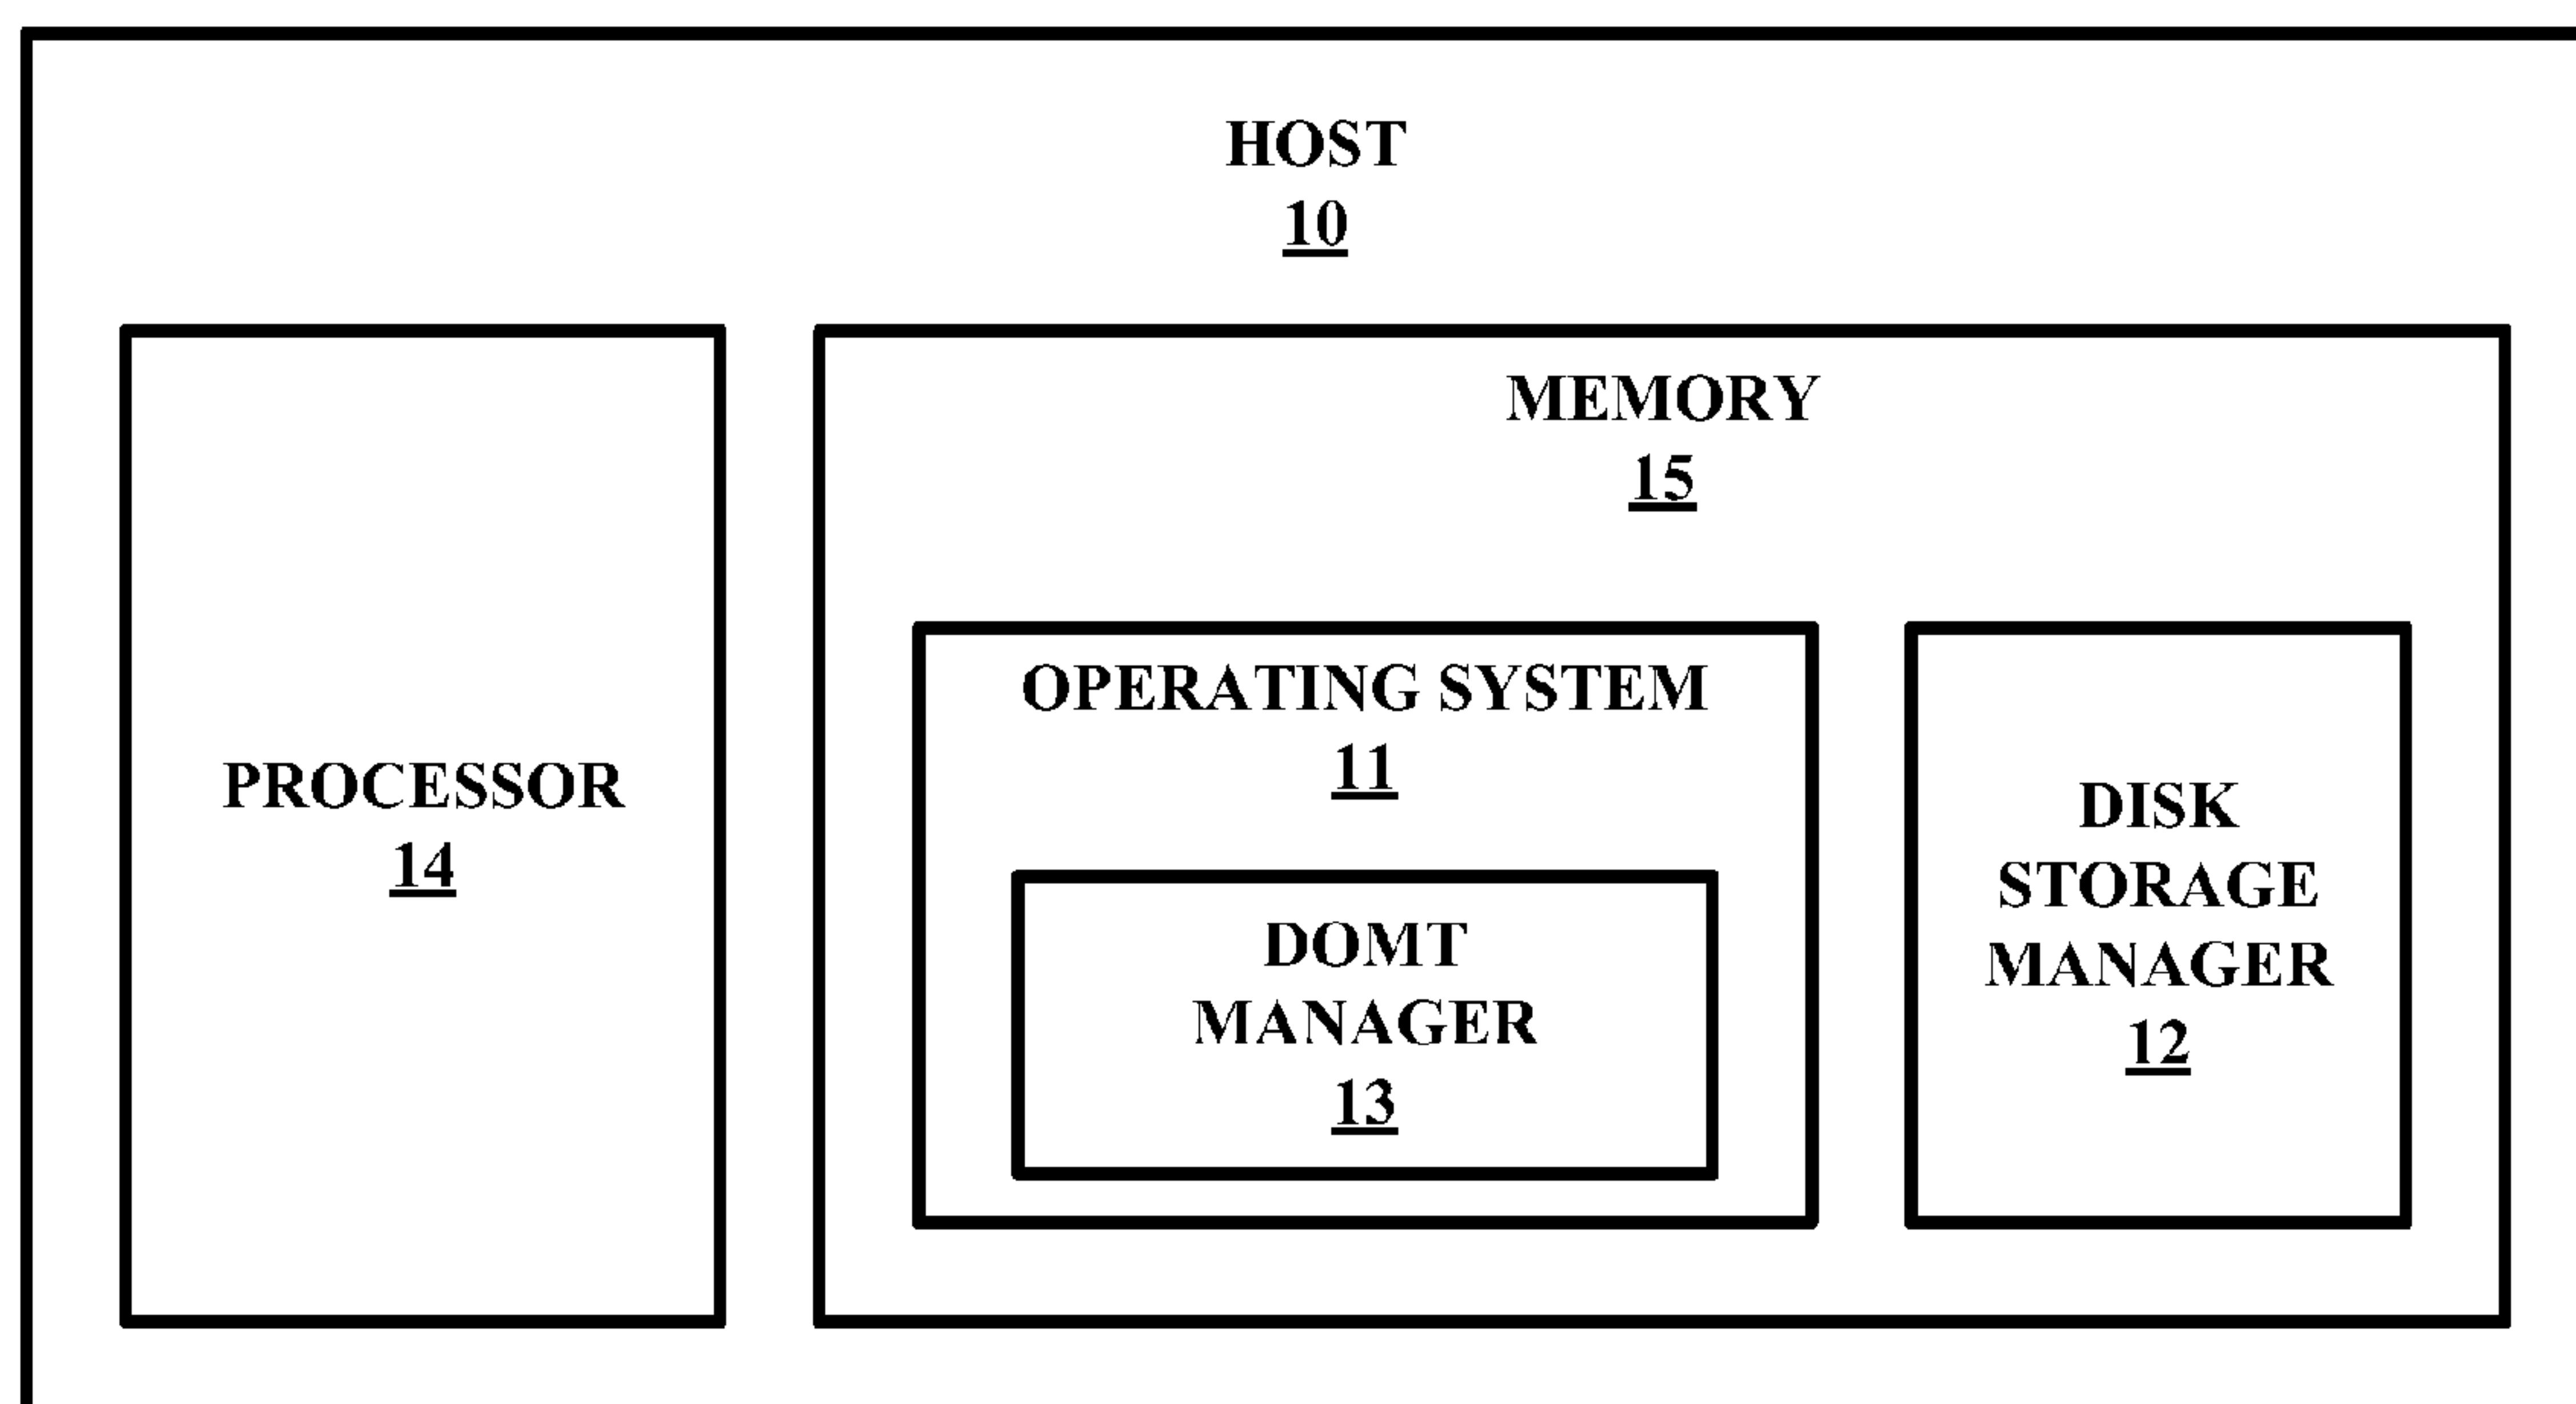 HOST
10
MEMORY
15
OPERATING SYSTEM
11
PROCESSOR
14
DOMT
MANAGER
13
DISK
STORAGE
MANAGER
12